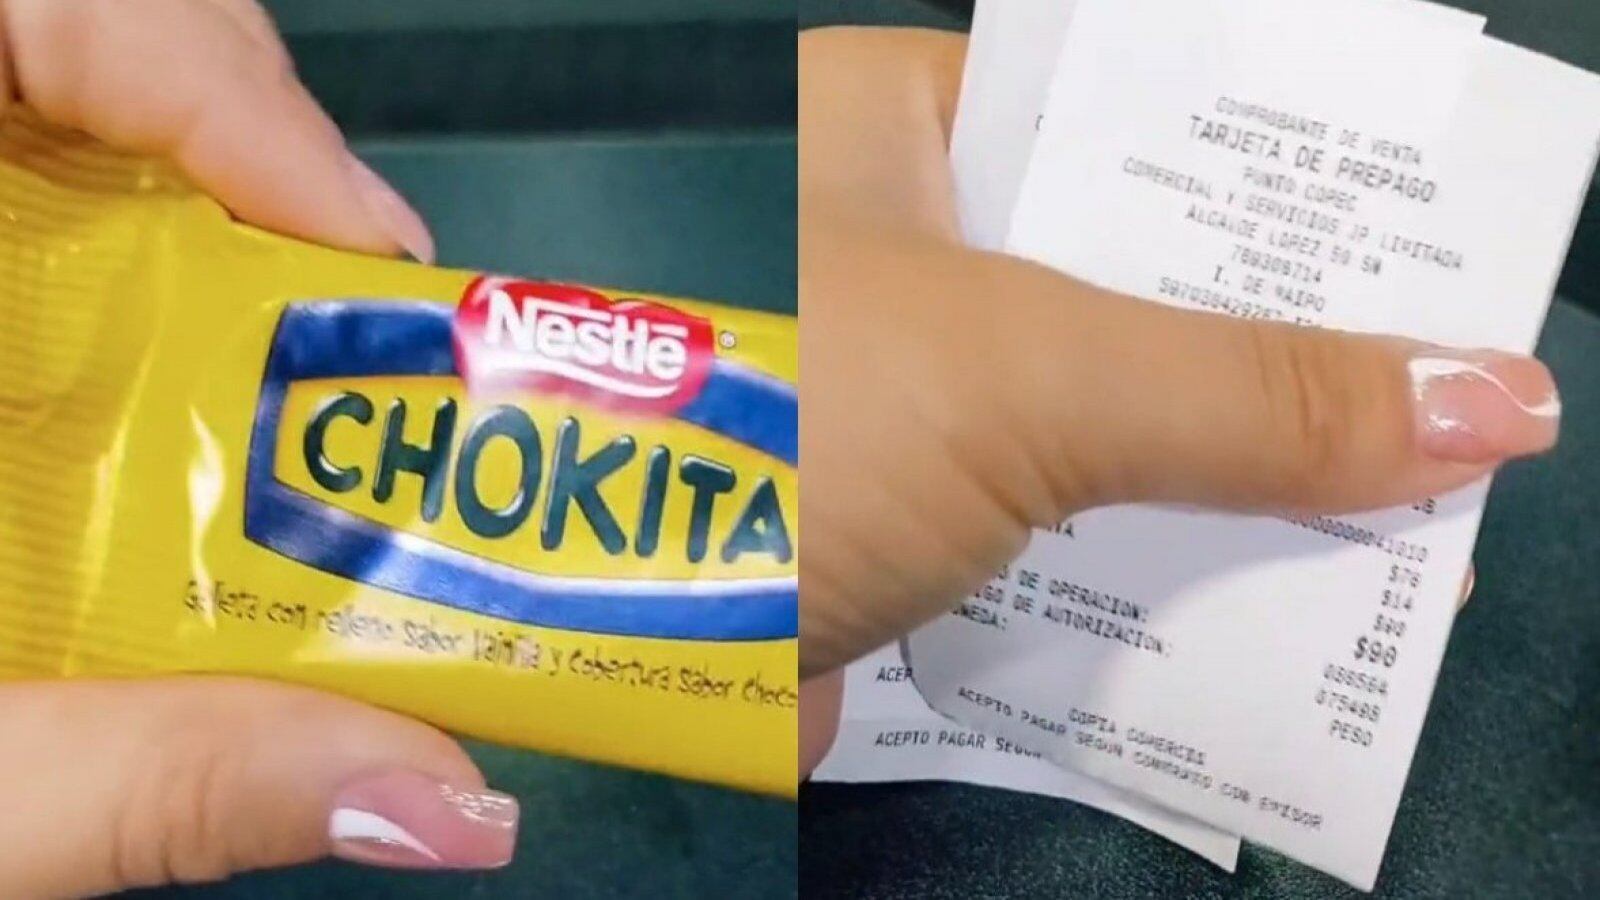 Nestlé
CHOKITA
Galleta con relleno sabor Vainilla y cobertura sabor choco
COMPROBANTE DE VENTA
TARJETA DE PREPAGO
PUNTO COPEC
COMERCIAL Y SERVICIOS JP LIMITADA
ALCALDE LOPEZ 50 SN
769308714
I. DE MAIPO
$76
$14
$90
$90
DE OPERACION: 
DE AUTORIZACION:
NEDA: PESO
COPIA COMERCIO
ACEPTO PAGAR SEGUN CONTRATO CON EMISOR
ACEP
ACEPTO PAGAR SEGUN